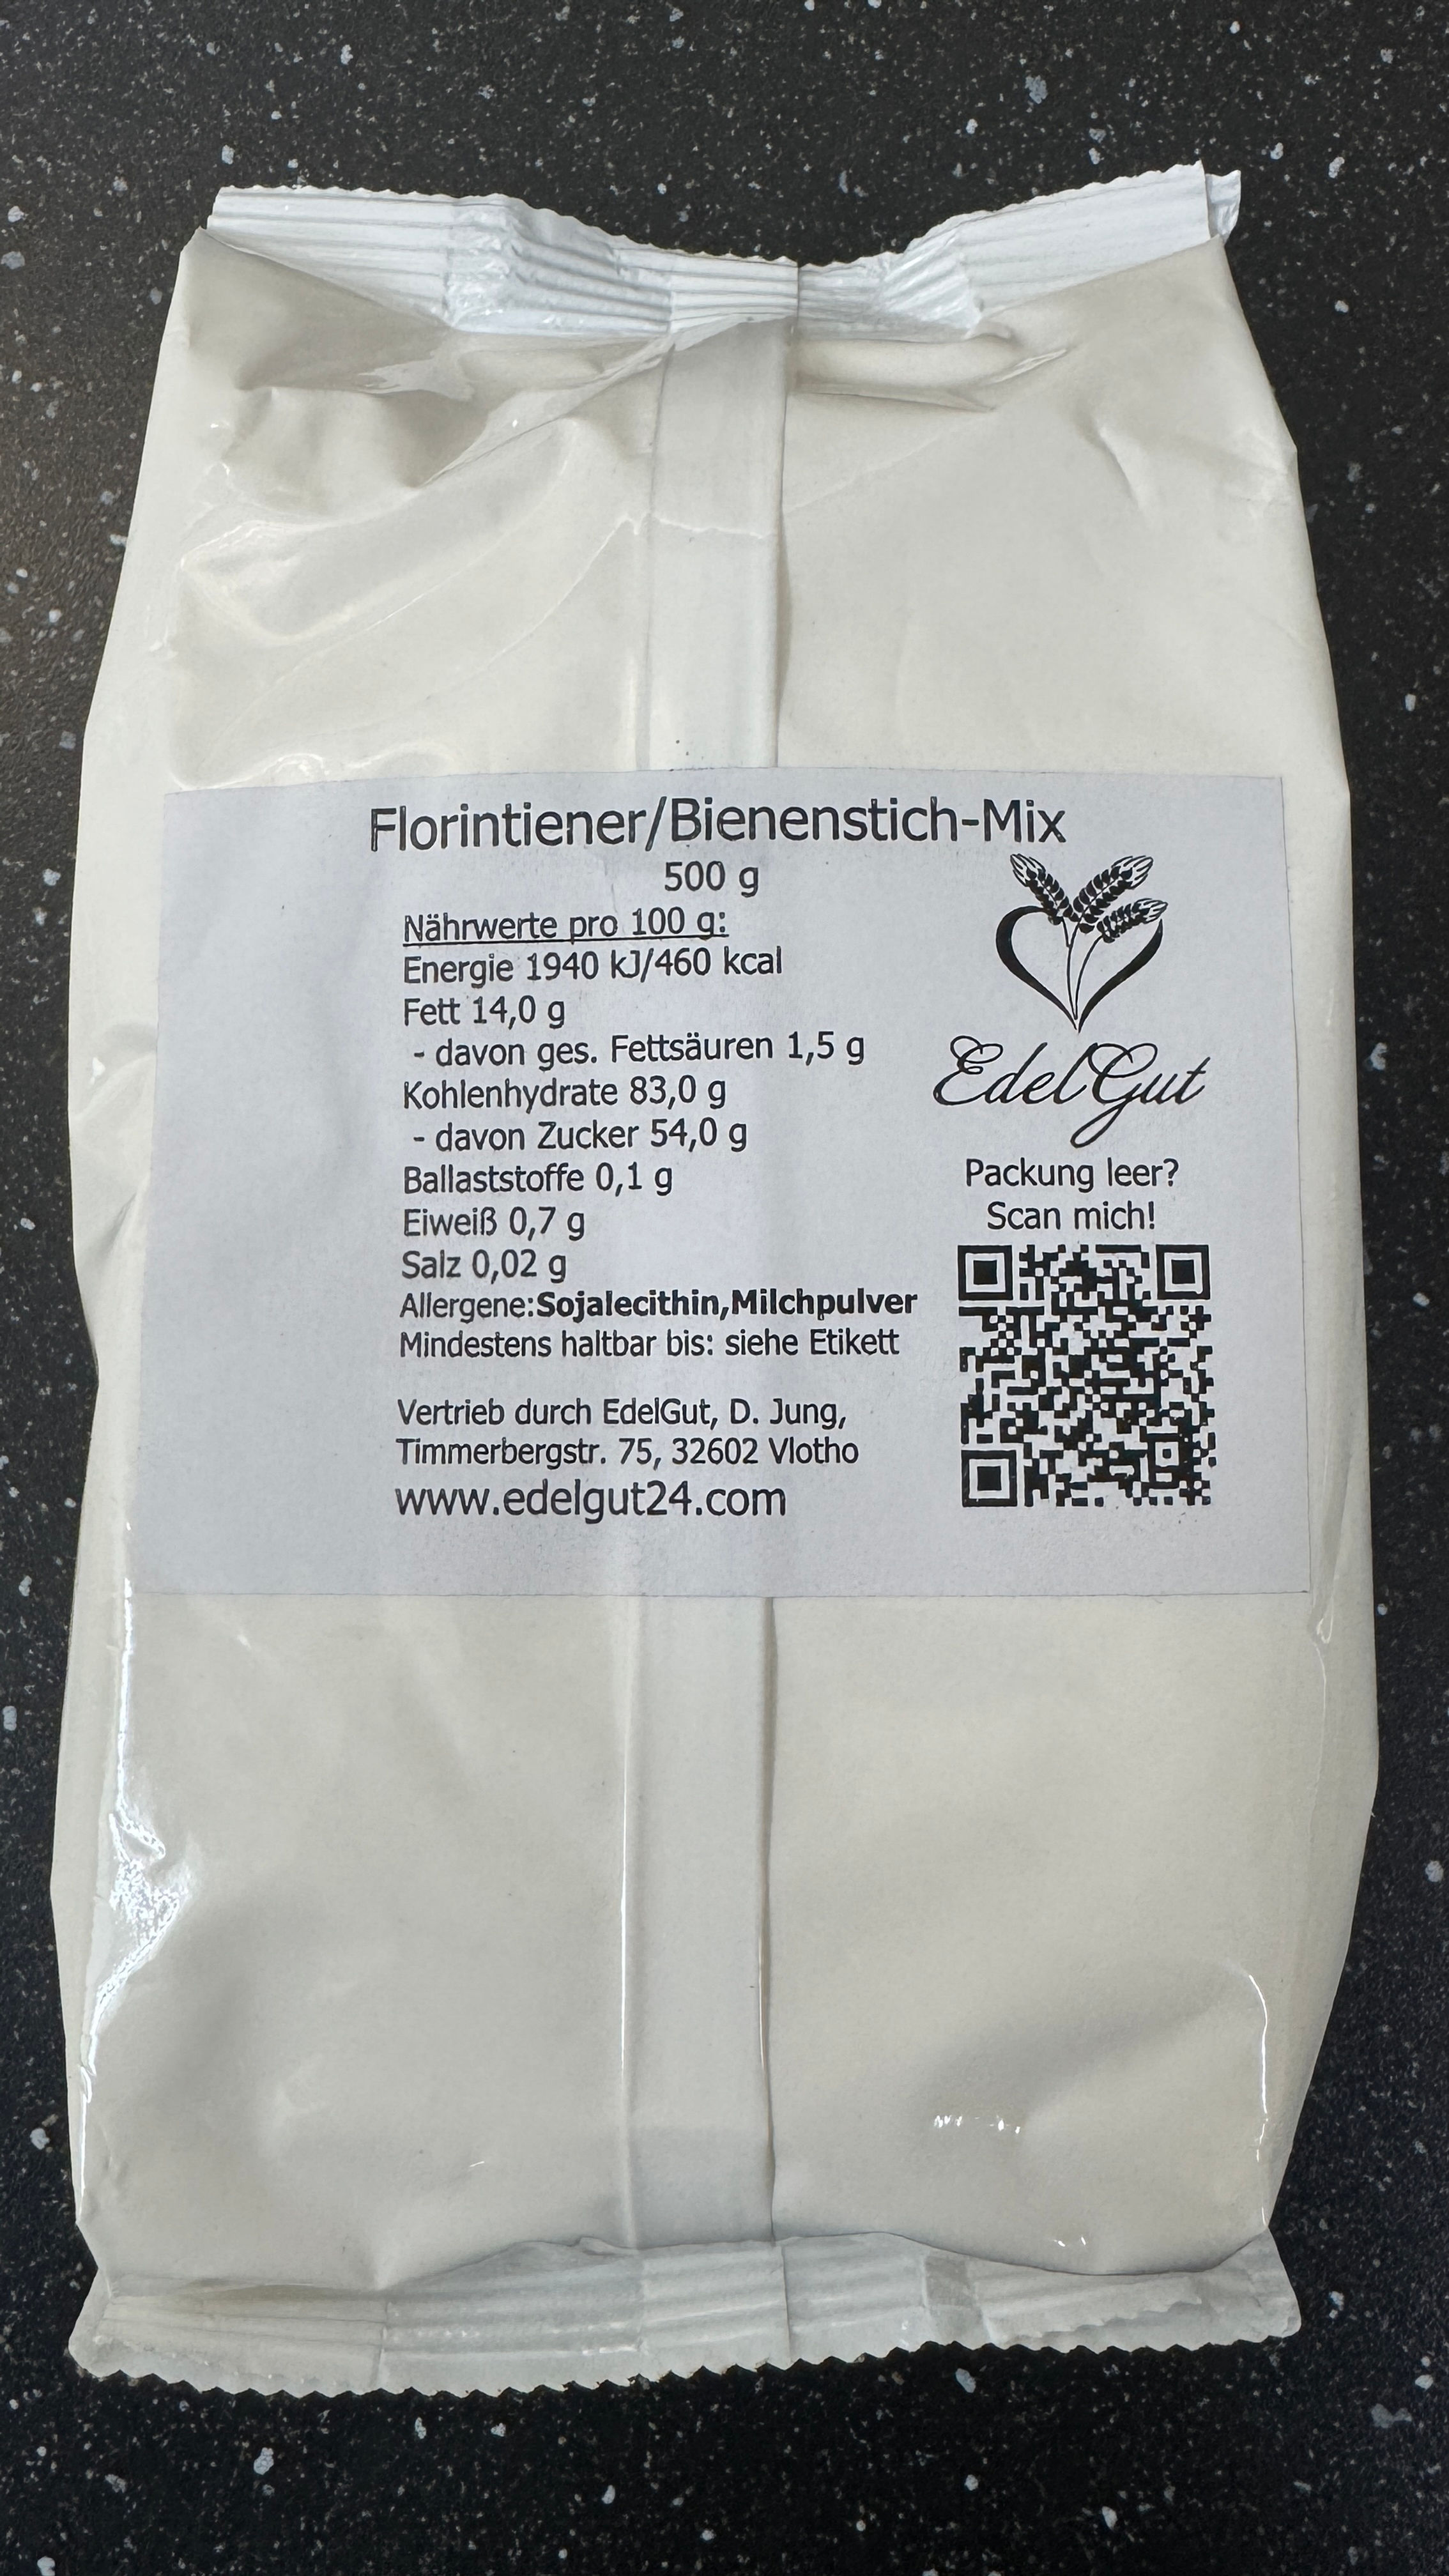 Florintiener/Bienenstich-Mix
500 g
Nährwerte pro 100 g:
Energie 1940 kJ/460 kcal
Fett 14,0 g
- davon ges. Fettsäuren 1,5 g
Kohlenhydrate 83,0 g
- davon Zucker 54,0 g
Ballaststoffe 0,1 g
Eiweiß 0,7 g
Salz 0,02 g
Allergene:Sojalecithin,Milchpulver
Mindestens haltbar bis: siehe Etikett
Vertrieb durch EdelGut, D. Jung,
Timmerbergstr. 75, 32602 Vlotho
www.edelgut24.com
EdelGut
Packung leer?
Scan mich!